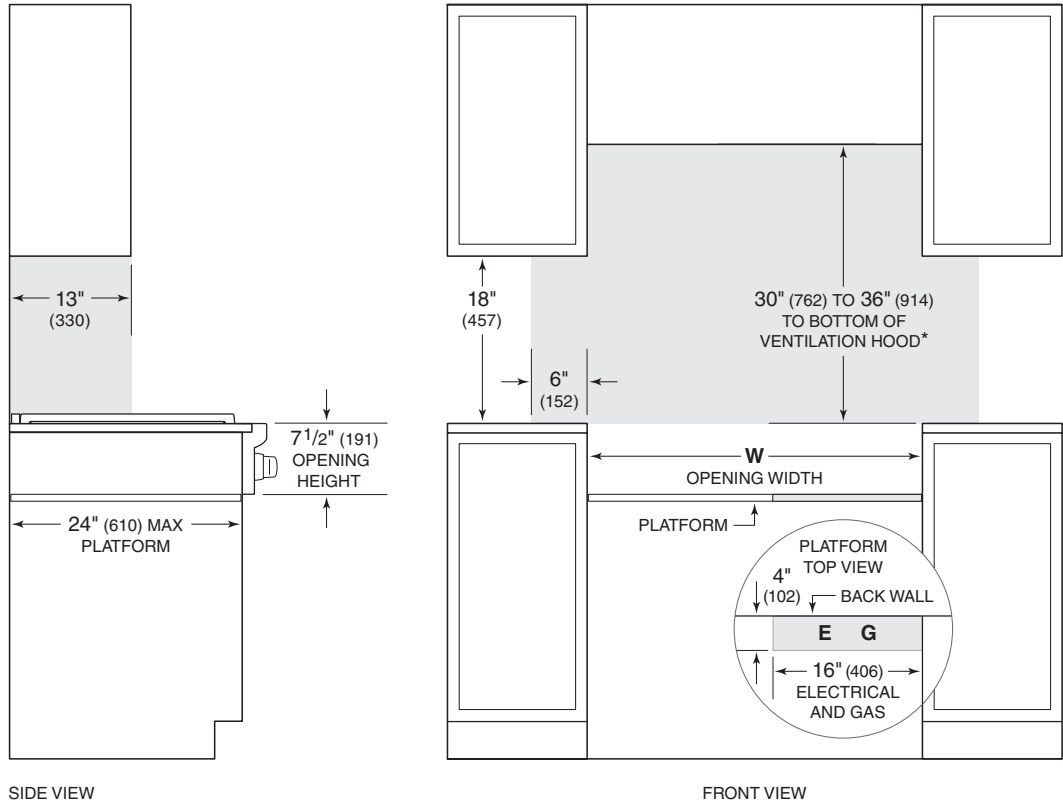 13"
(330)
7 1/2" (191)
OPENING
HEIGHT
24" (610) MAX
PLATFORM
SIDE VIEW
18"
(457)
30" (762) TO 36" (914)
TO BOTTOM OF
VENTILATION HOOD*
6"
(152)
W
OPENING WIDTH
PLATFORM
PLATFORM
TOP VIEW
4"
(102)
BACK WALL
E G
16" (406)
ELECTRICAL
AND GAS
FRONT VIEW